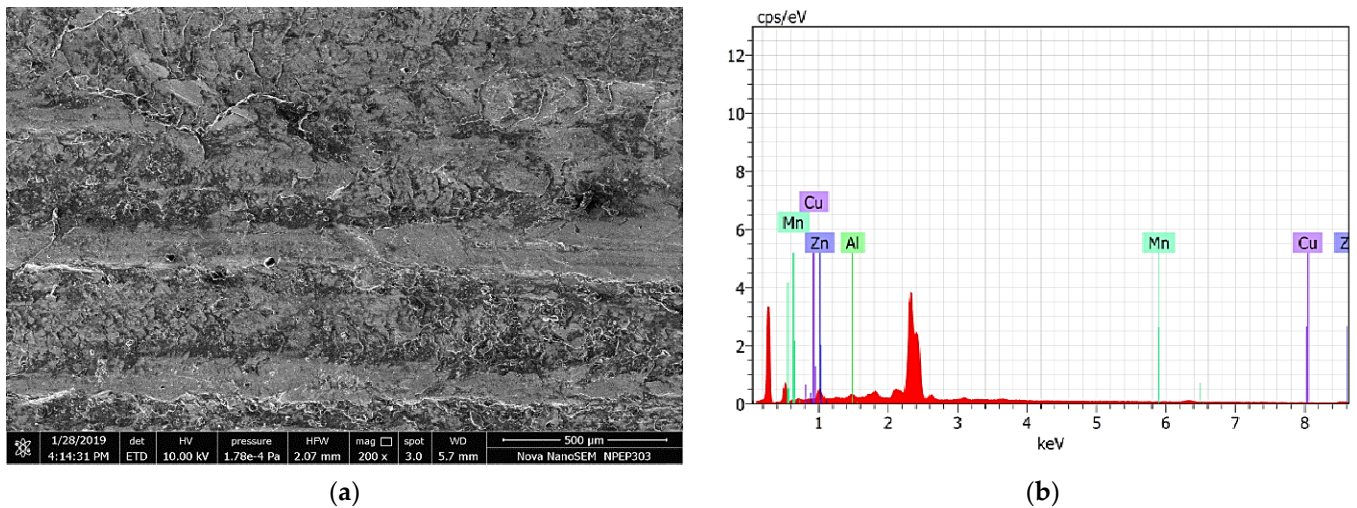 1/28/2019 det HV pressure HFW mag spot WD 500 µm
4:14:31 PM ETD 10.00 kV 1.78e-4 Pa 2.07 mm 200 x 3.0 5.7 mm Nova NanoSEM NPEP303
(a)
cps/eV
12
10
8
6
4
2
0
Cu
Mn
Zn Al Mn Cu Z
1 2 3 4 5 6 7 8
keV
(b)